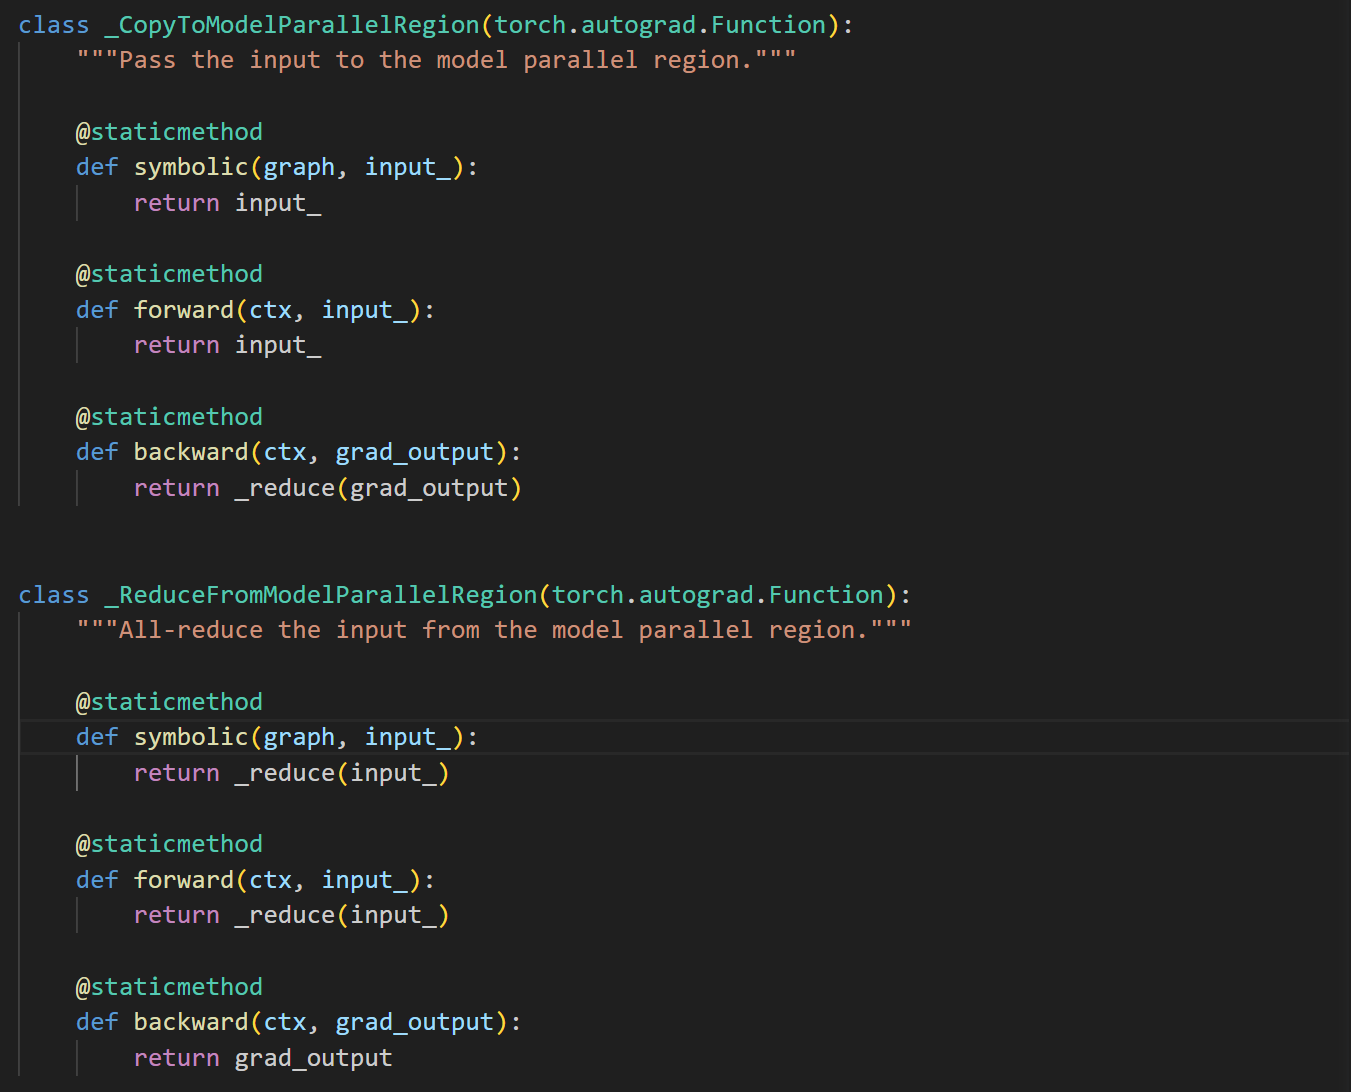 class _CopyToModelParallelRegion(torch.autograd.Function):
    """Pass the input to the model parallel region."""

    @staticmethod
    def symbolic(graph, input_):
        return input_

    @staticmethod
    def forward(ctx, input_):
        return input_

    @staticmethod
    def backward(ctx, grad_output):
        return _reduce(grad_output)


class _ReduceFromModelParallelRegion(torch.autograd.Function):
    """All-reduce the input from the model parallel region."""

    @staticmethod
    def symbolic(graph, input_):
        return _reduce(input_)

    @staticmethod
    def forward(ctx, input_):
        return _reduce(input_)

    @staticmethod
    def backward(ctx, grad_output):
        return grad_output